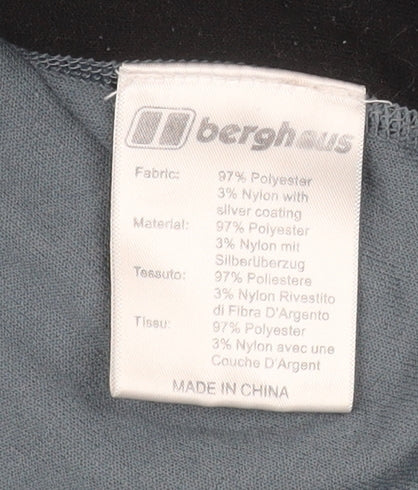 berghaus
Fabric: 97% Polyester
3% Nylon with
silver coating
Material: 97% Polyester
3% Nylon mit
Silberüberzug
Tessuto: 97% Poliestere
3% Nylon Rivestito
di Fibra D'Argento
Tissu: 97% Polyester
3% Nylon avec une
Couche D'Argent
MADE IN CHINA